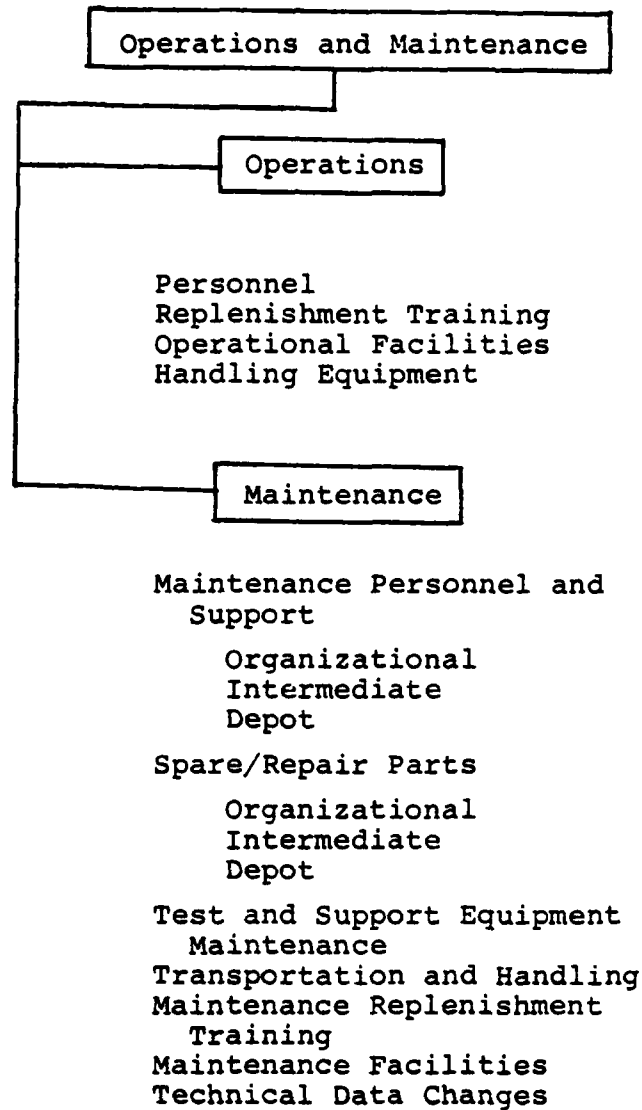 Operations and Maintenance
Operations
Personnel
Replenishment Training
Operational Facilities
Handling Equipment
Maintenance
Maintenance Personnel and
Support
Organizational
Intermediate
Depot
Spare/Repair Parts
Organizational
Intermediate
Depot
Test and Support Equipment
Maintenance
Transportation and Handling
Maintenance Replenishment
Training
Maintenance Facilities
Technical Data Changes